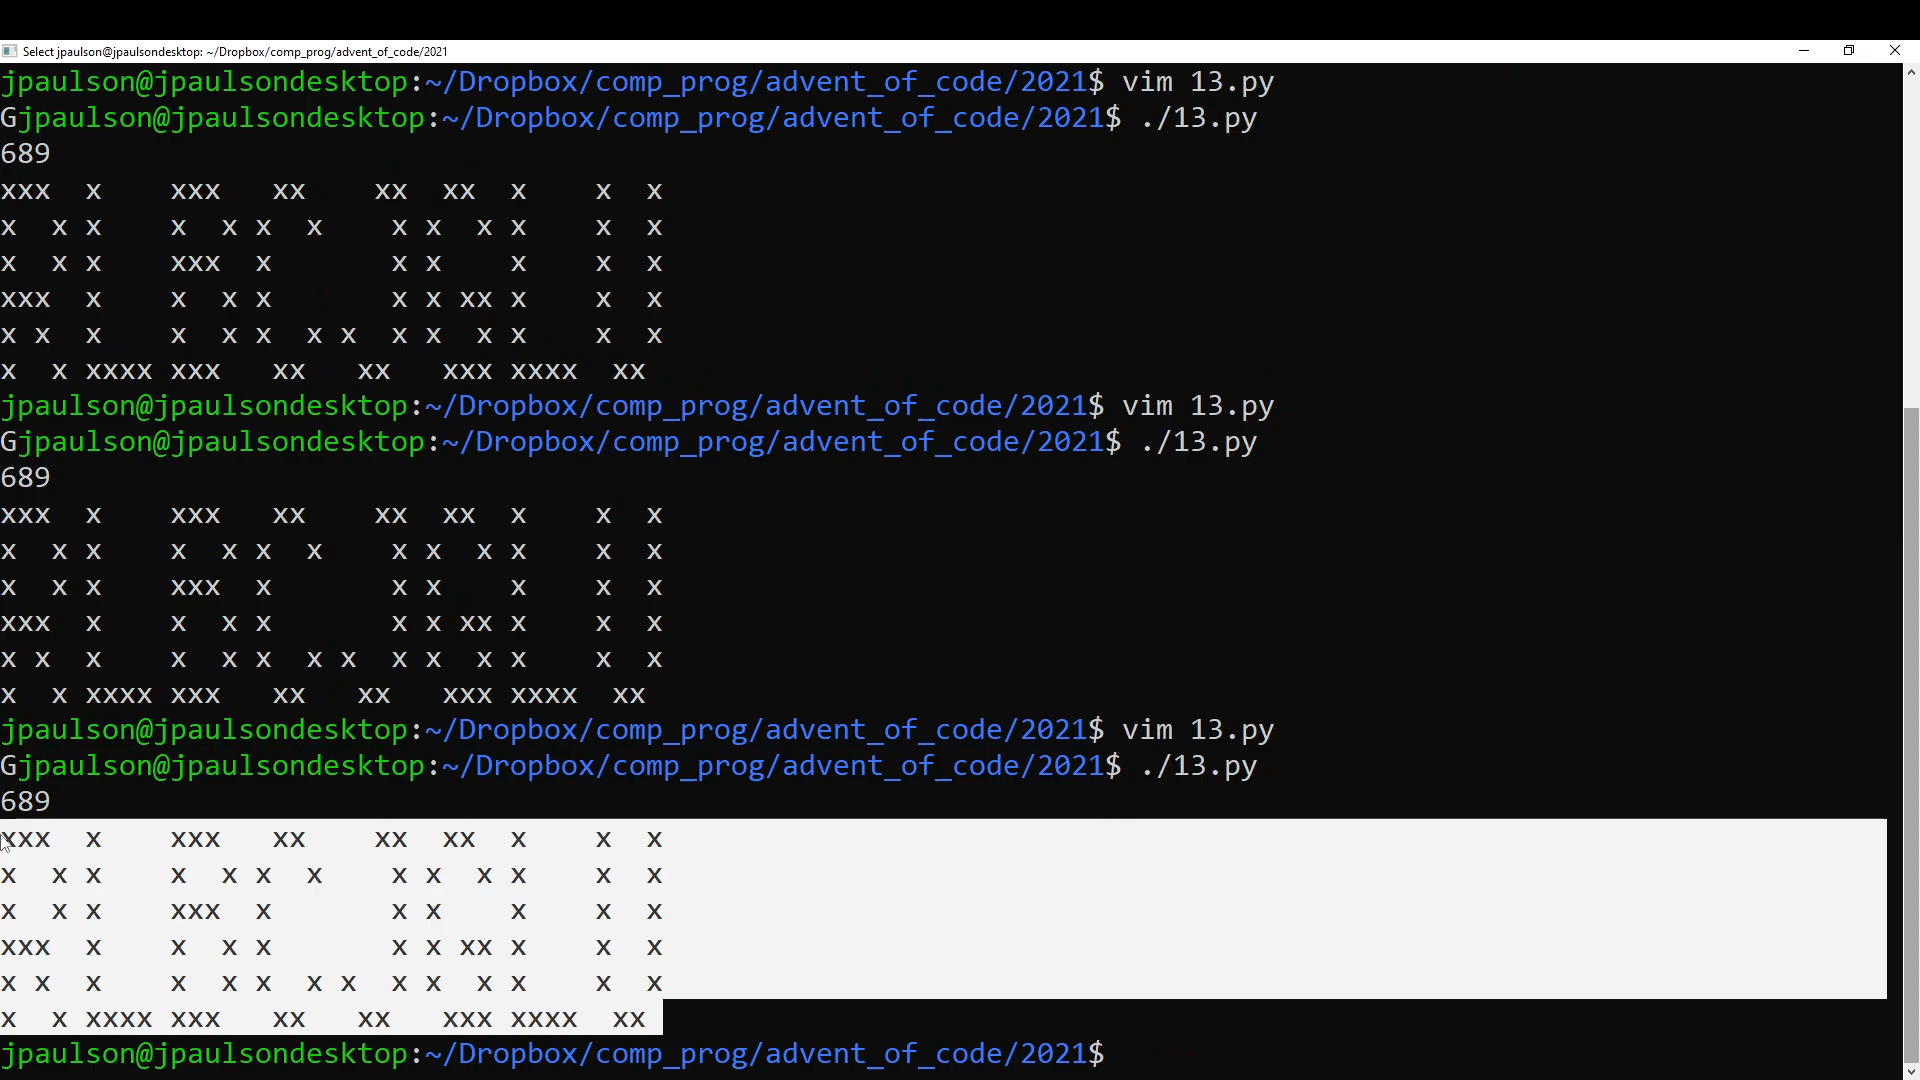 Select jpaulson@jpaulsondesktop: ~/Dropbox/comp_prog/advent_of_code/2021
jpaulson@jpaulsondesktop:~/Dropbox/comp_prog/advent_of_code/2021$ vim 13.py
Gjpaulson@jpaulsondesktop:~/Dropbox/comp_prog/advent_of_code/2021$ ./13.py
689
xxx  x    xxx   xx    xx  xx  x    x  x
x  x x    x  x x  x    x x  x x    x  x
x  x x    xxx  x       x x    x    x  x
xxx  x    x  x x       x x xx x    x  x
x x  x    x  x x  x x  x x  x x    x  x
x  x xxxx xxx   xx   xx   xxx xxxx  xx
jpaulson@jpaulsondesktop:~/Dropbox/comp_prog/advent_of_code/2021$ vim 13.py
Gjpaulson@jpaulsondesktop:~/Dropbox/comp_prog/advent_of_code/2021$ ./13.py
689
xxx  x    xxx   xx    xx  xx  x    x  x
x  x x    x  x x  x    x x  x x    x  x
x  x x    xxx  x       x x    x    x  x
xxx  x    x  x x       x x xx x    x  x
x x  x    x  x x  x x  x x  x x    x  x
x  x xxxx xxx   xx   xx   xxx xxxx  xx
jpaulson@jpaulsondesktop:~/Dropbox/comp_prog/advent_of_code/2021$ vim 13.py
Gjpaulson@jpaulsondesktop:~/Dropbox/comp_prog/advent_of_code/2021$ ./13.py
689
xxx  x    xxx   xx    xx  xx  x    x  x
x  x x    x  x x  x    x x  x x    x  x
x  x x    xxx  x       x x    x    x  x
xxx  x    x  x x       x x xx x    x  x
x x  x    x  x x  x x  x x  x x    x  x
x  x xxxx xxx   xx   xx   xxx xxxx  xx
jpaulson@jpaulsondesktop:~/Dropbox/comp_prog/advent_of_code/2021$